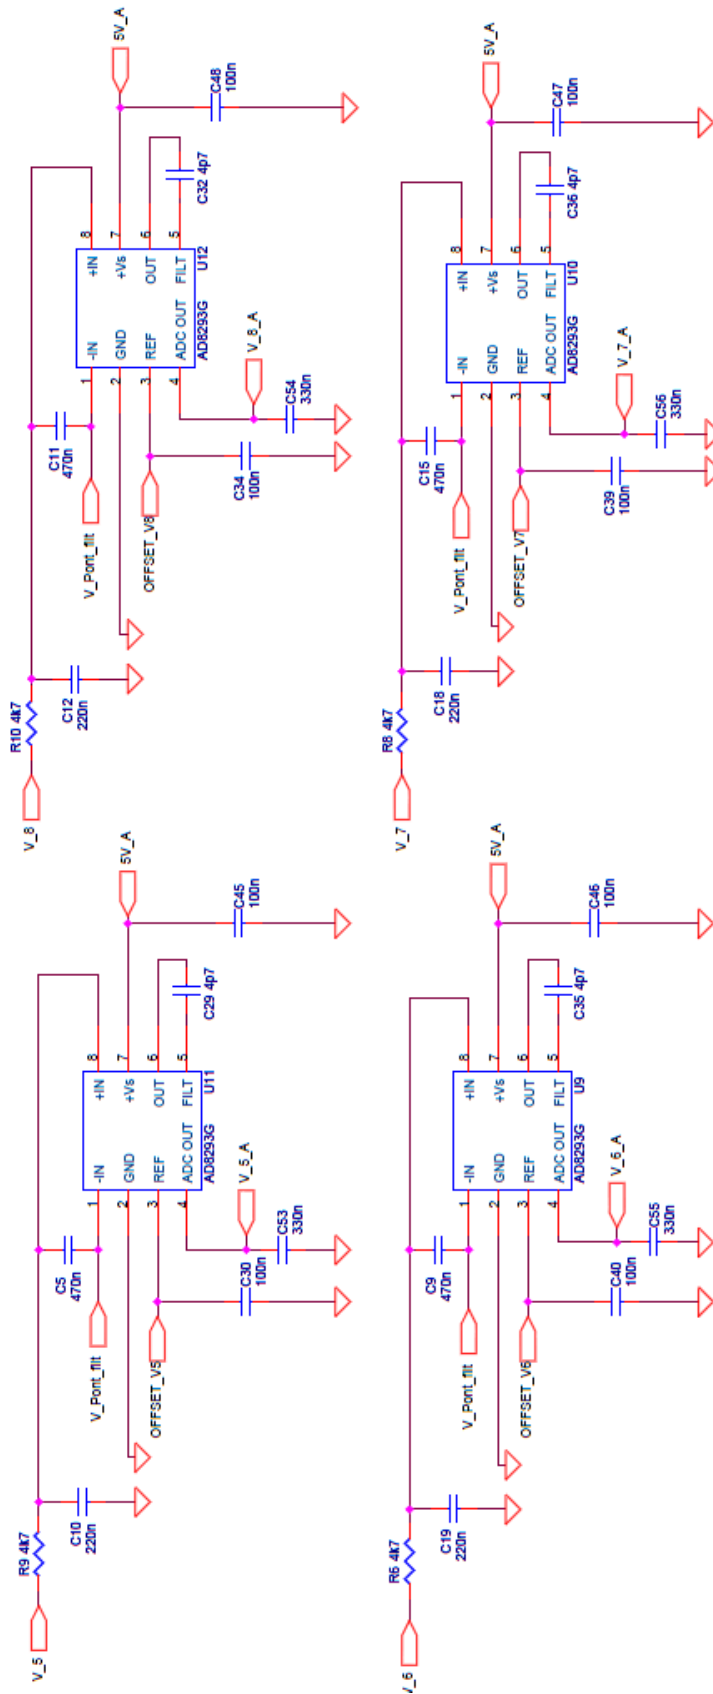 V_8
R10 4k7
C12
220n
C11
470n
V_Pont_filt
OFFSET_V8
1
2
3
4
-IN
GND
REF
ADC OUT
+IN
+Vs
OUT
FILT
8
7
6
5
U12
AD8293G
5V_A
C48
100n
C32 4p7
V_8_A
C54
330n
C34
100n
V_7
R8 4k7
C18
220n
C15
470n
V_Pont_filt
OFFSET_V7
1
2
3
4
-IN
GND
REF
ADC OUT
+IN
+Vs
OUT
FILT
8
7
6
5
U10
AD8293G
5V_A
C47
100n
C36 4p7
V_7_A
C56
330n
C39
100n
V_5
R9 4k7
C10
220n
C5
470n
V_Pont_filt
OFFSET_V5
1
2
3
4
-IN
GND
REF
ADC OUT
+IN
+Vs
OUT
FILT
8
7
6
5
U11
AD8293G
5V_A
C45
100n
C29 4p7
V_5_A
C53
330n
C30
100n
V_6
R6 4k7
C19
220n
C9
470n
V_Pont_filt
OFFSET_V6
1
2
3
4
-IN
GND
REF
ADC OUT
+IN
+Vs
OUT
FILT
8
7
6
5
U9
AD8293G
5V_A
C46
100n
C35 4p7
V_6_A
C55
330n
C40
100n